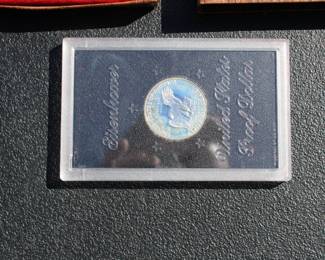 Eisenhower
United States
Proof Dollar